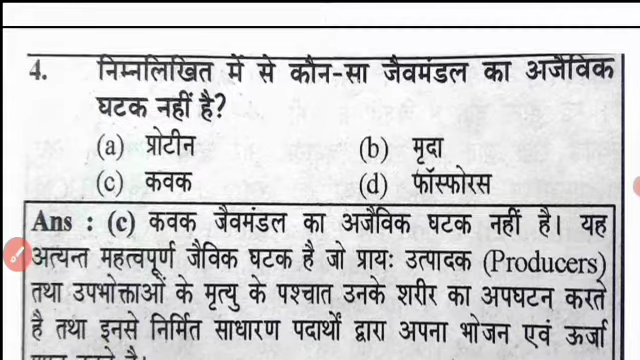 4. निम्नलिखित में से कौन-सा जैवमंडल का अजैविक
घटक नहीं है?
(a) प्रोटीन (b) मृदा
(c) कवक (d) फॉस्फोरस
Ans : (c) कवक जैवमंडल का अजैविक घटक नहीं है। यह
अत्यन्त महत्वपूर्ण जैविक घटक है जो प्रायः उत्पादक (Producers)
तथा उपभोक्ताओं के मृत्यु के पश्चात उनके शरीर का अपघटन करते
है तथा इनसे निर्मित साधारण पदार्थों द्वारा अपना भोजन एवं ऊर्जा